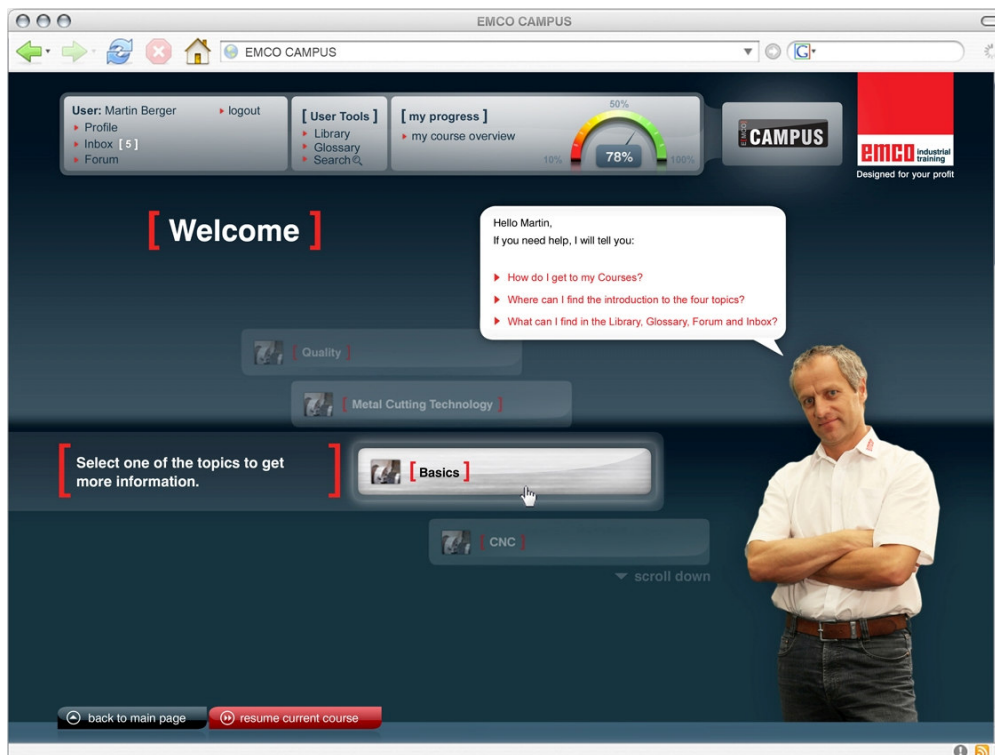 EMCO CAMPUS
EMCO CAMPUS
G
User: Martin Berger
logout
Profile
Inbox [ 5 ]
Forum
[ User Tools ]
Library
Glossary
Search
[ my progress ]
my course overview
50%
10%
78%
100%
EMCO CAMPUS
emco industrial training
Designed for your profit
[ Welcome ]
Hello Martin,
If you need help, I will tell you:
How do I get to my Courses?
Where can I find the introduction to the four topics?
What can I find in the Library, Glossary, Forum and Inbox?
[ Quality ]
[ Metal Cutting Technology ]
[ Select one of the topics to get
more information. ]
[ Basics ]
[ CNC ]
scroll down
back to main page
resume current course